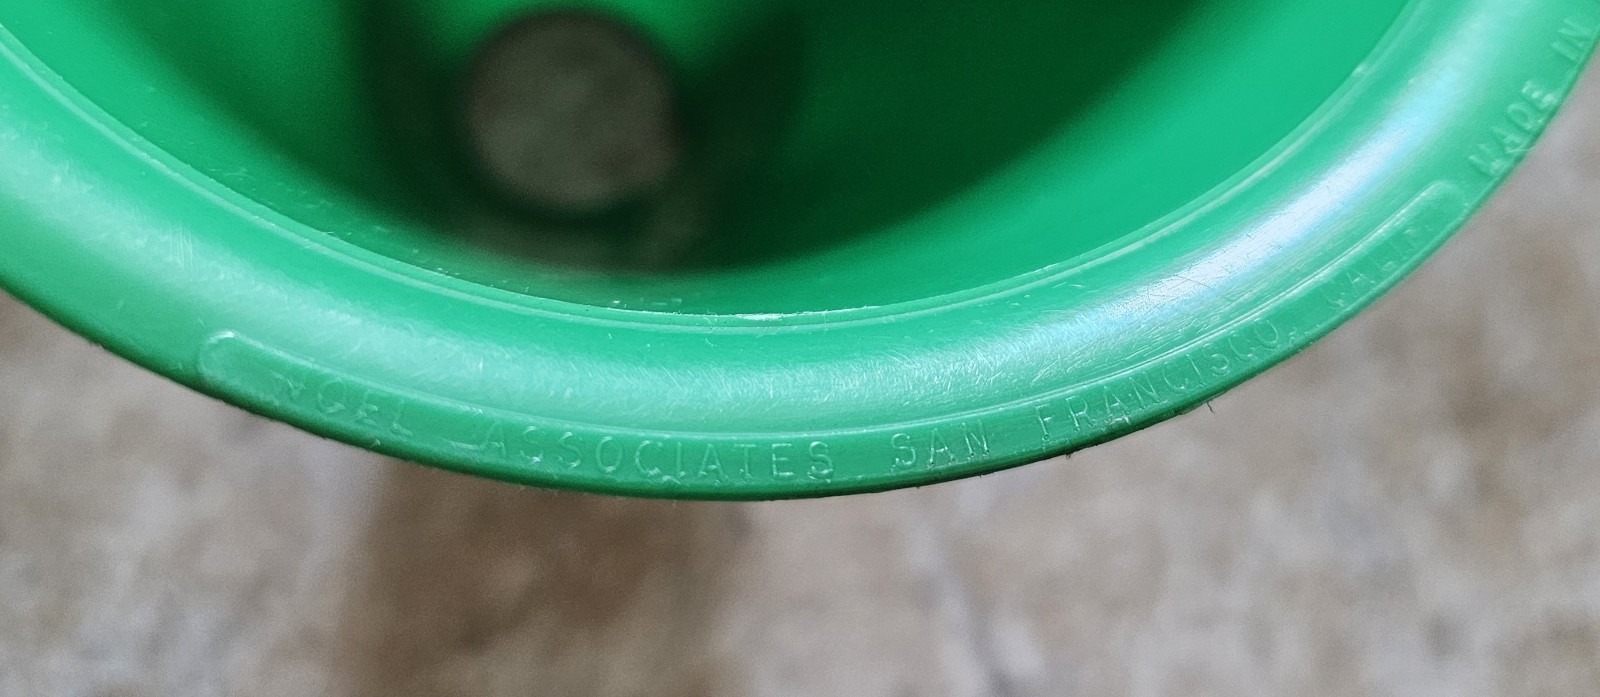 NOEL ASSOCIATES SAN FRANCISCO, CALIF. MADE IN